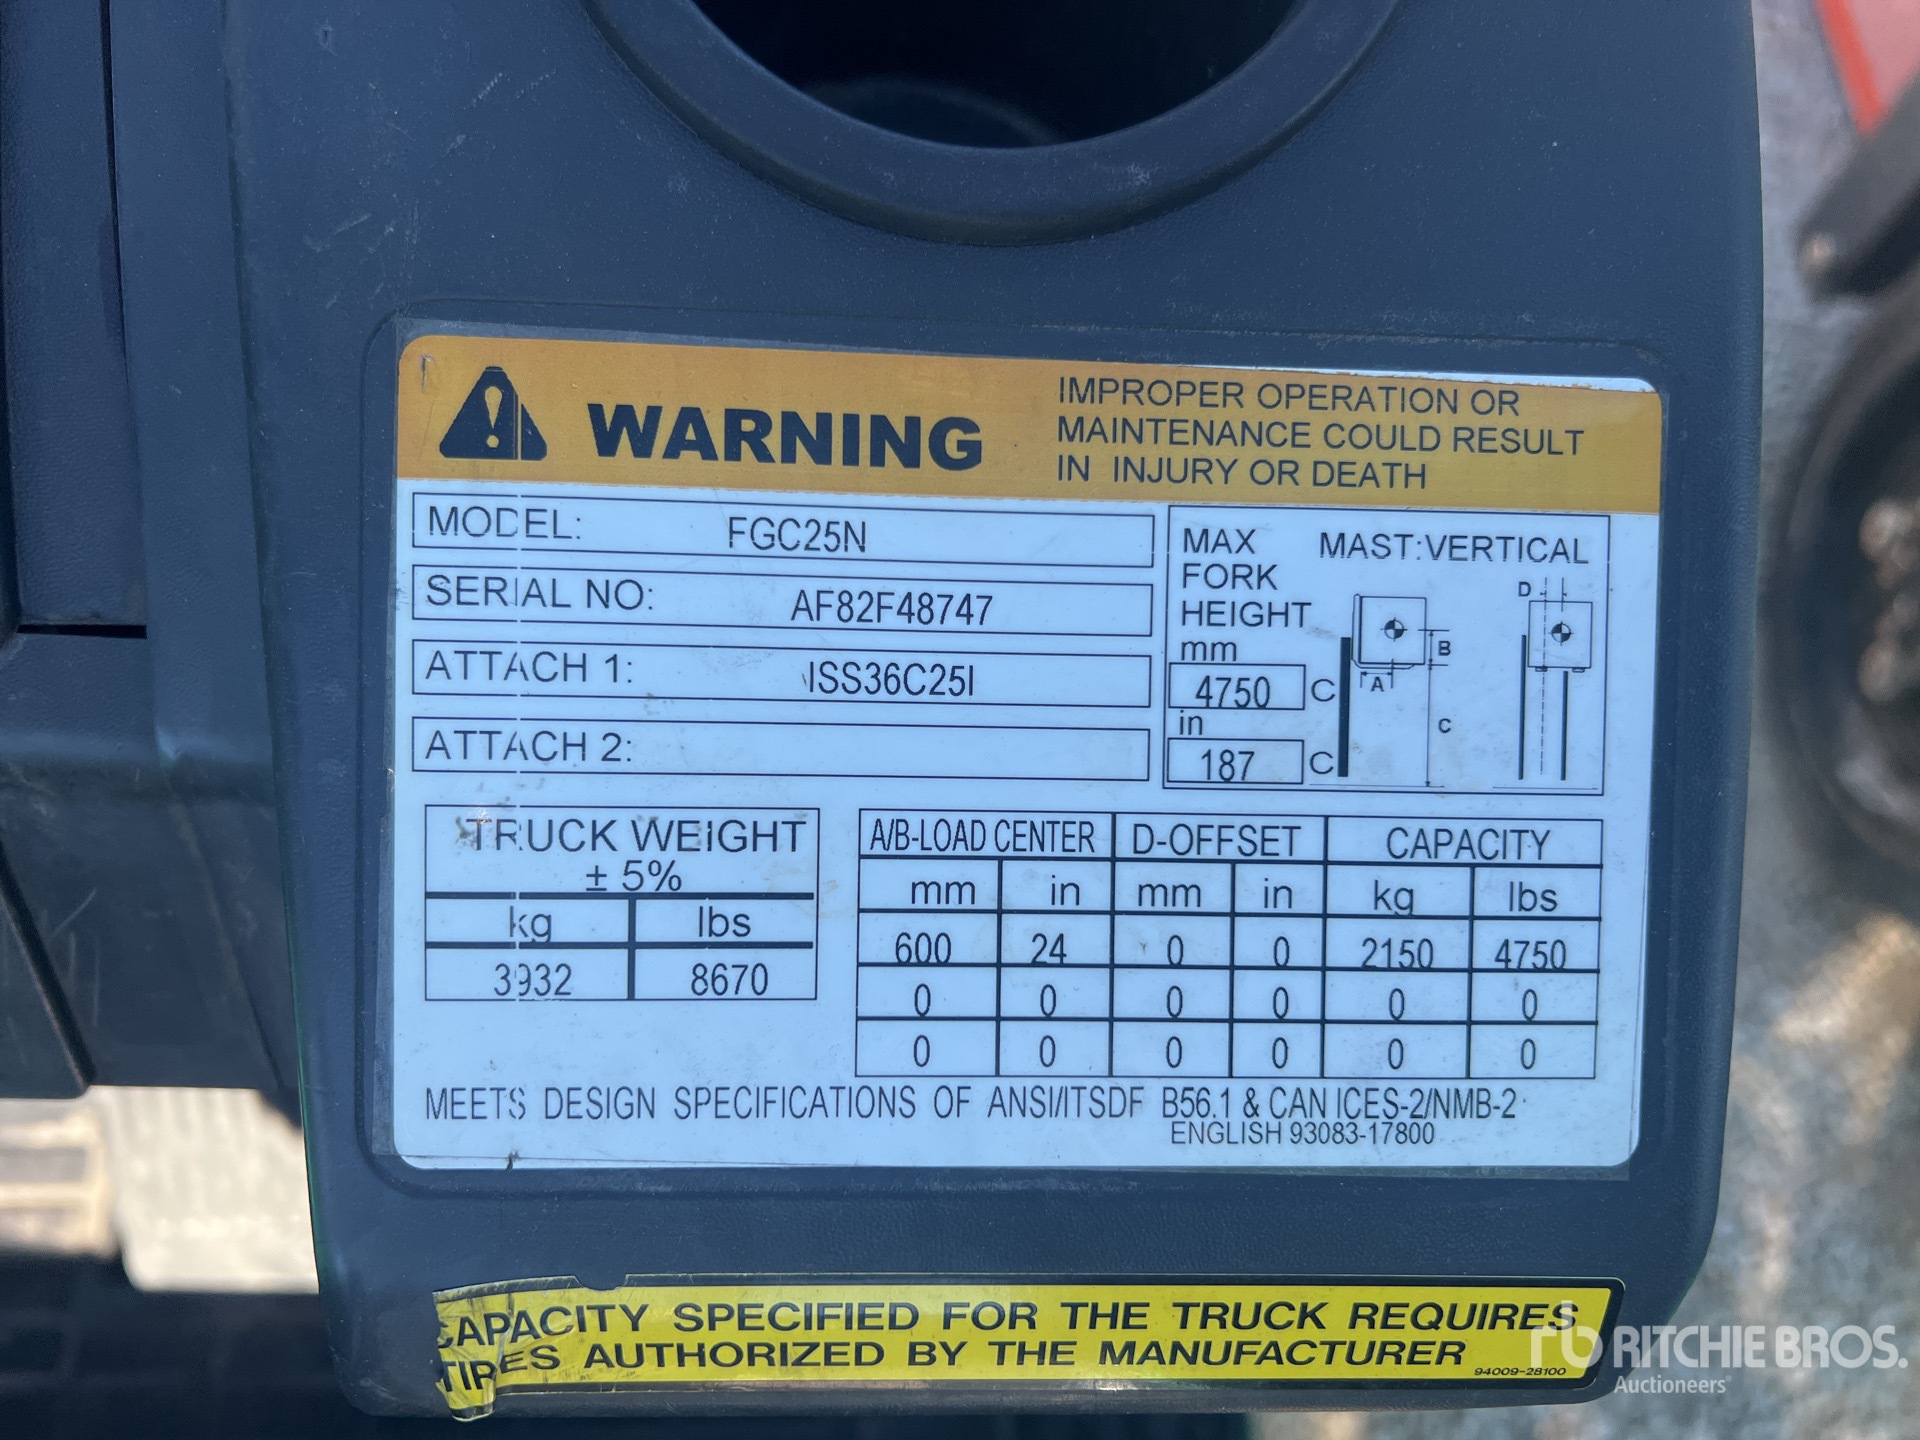 WARNING
IMPROPER OPERATION OR
MAINTENANCE COULD RESULT
IN INJURY OR DEATH
MODEL: FGC25N
SERIAL NO: AF82F48747
ATTACH 1: ISS36C25I
ATTACH 2:
MAX MAST:VERTICAL
FORK
HEIGHT
mm
4750 C
in
187 C
D
B
A
C
TRUCK WEIGHT
± 5%
kg lbs
3932 8670
A/B-LOAD CENTER D-OFFSET CAPACITY
mm in mm in kg lbs
600 24 0 0 2150 4750
0 0 0 0 0 0
0 0 0 0 0 0
MEETS DESIGN SPECIFICATIONS OF ANSI/ITSDF B56.1 & CAN ICES-2/NMB-2
ENGLISH 93083-17800
CAPACITY SPECIFIED FOR THE TRUCK REQUIRES
TIRES AUTHORIZED BY THE MANUFACTURER
94009-28100
rb RITCHIE BROS.
Auctioneers